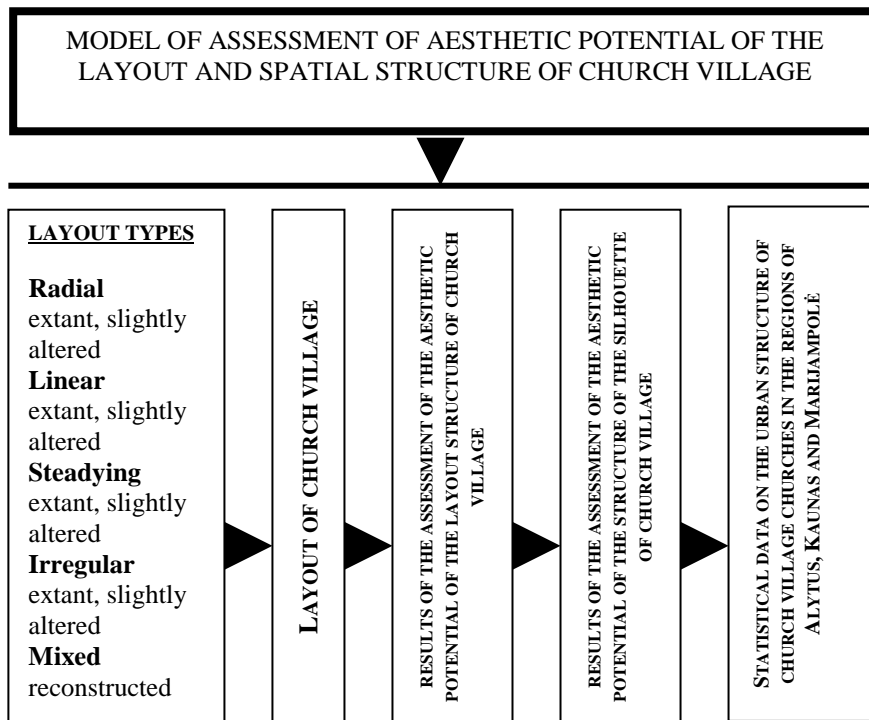 MODEL OF ASSESSMENT OF AESTHETIC POTENTIAL OF THE
LAYOUT AND SPATIAL STRUCTURE OF CHURCH VILLAGE
LAYOUT TYPES
Radial
extant, slightly
altered
Linear
extant, slightly
altered
Steadying
extant, slightly
altered
Irregular
extant, slightly
altered
Mixed
reconstructed
LAYOUT OF CHURCH VILLAGE
RESULTS OF THE ASSESSMENT OF THE AESTHETIC
POTENTIAL OF THE LAYOUT STRUCTURE OF CHURCH
VILLAGE
RESULTS OF THE ASSESSMENT OF THE AESTHETIC
POTENTIAL OF THE STRUCTURE OF THE SILHOUETTE
OF CHURCH VILLAGE
STATISTICAL DATA ON THE URBAN STRUCTURE OF
CHURCH VILLAGE CHURCHES IN THE REGIONS OF
ALYTUS, KAUNAS AND MARIJAMPOLĖ